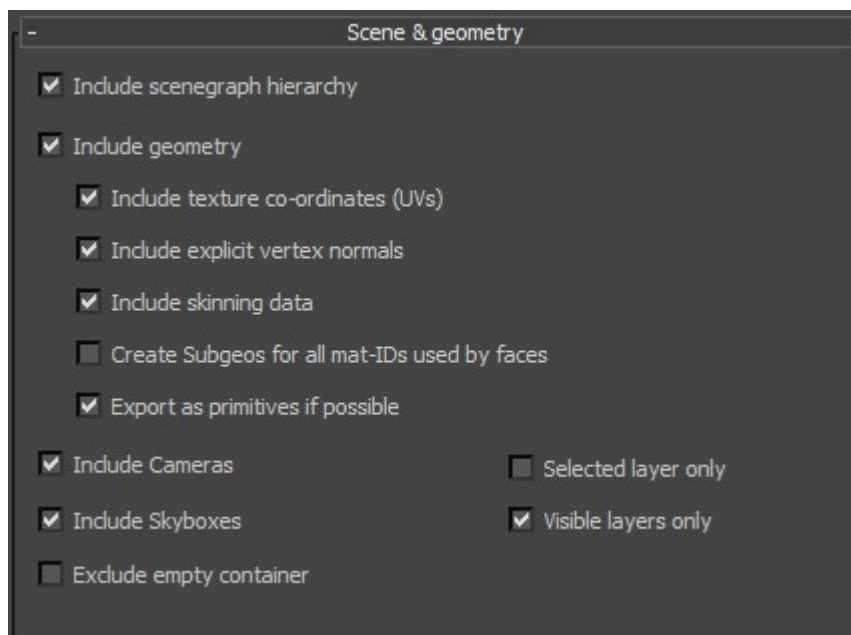 - Scene & geometry
Include scenegraph hierarchy
Include geometry
Include texture co-ordinates (UVs)
Include explicit vertex normals
Include skinning data
Create Subgeos for all mat-IDs used by faces
Export as primitives if possible
Include Cameras
Selected layer only
Include Skyboxes
Visible layers only
Exclude empty container